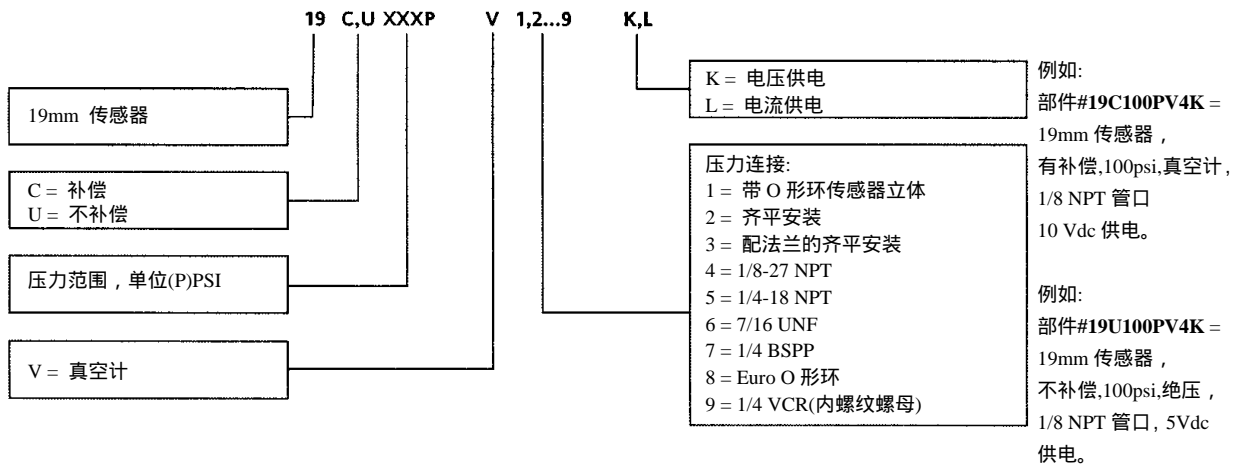 19 C,U XXXP V 1,2...9 K,L
19mm 传感器
C = 补偿
U = 不补偿
压力范围，单位(P)PSI
V = 真空计
K = 电压供电
L = 电流供电
压力连接:
1 = 带 O 形环传感器立体
2 = 齐平安装
3 = 配法兰的齐平安装
4 = 1/8-27 NPT
5 = 1/4-18 NPT
6 = 7/16 UNF
7 = 1/4 BSPP
8 = Euro O 形环
9 = 1/4 VCR(内螺纹螺母)
例如:
部件#19C100PV4K =
19mm 传感器，
有补偿,100psi,真空计，
1/8 NPT 管口
10 Vdc 供电。
例如:
部件#19U100PV4K =
19mm 传感器，
不补偿,100psi,绝压，
1/8 NPT 管口, 5Vdc
供电。